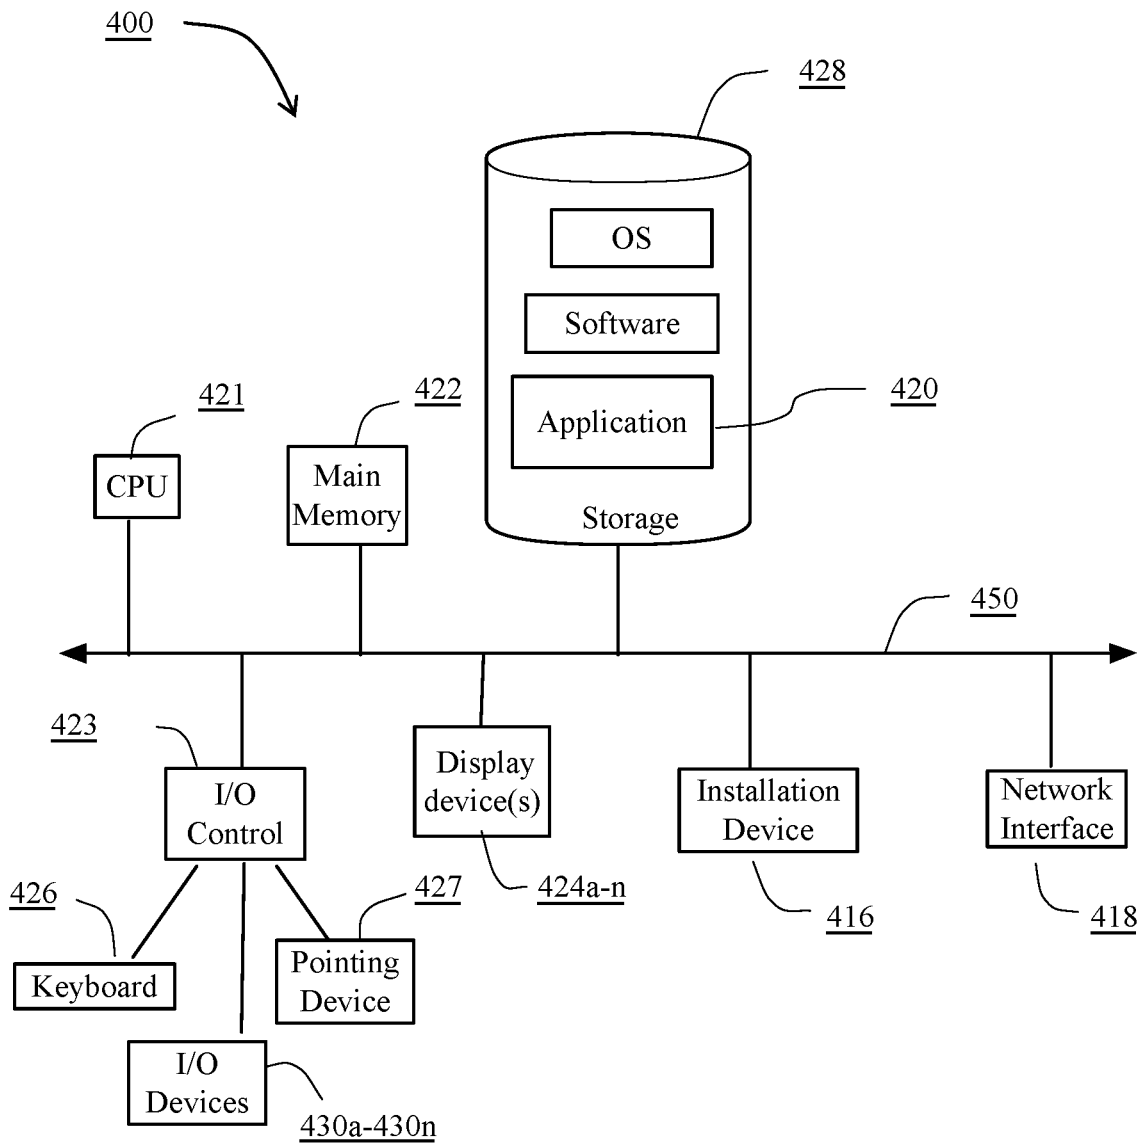 400
428
OS
Software
421
422
420
Application
CPU
Main
Memory
Storage
450
423
Display
device(s)
I/O
Control
Installation
Device
Network
Interface
426
427
424a-n
416
418
Keyboard
Pointing
Device
I/O
Devices
430a-430n